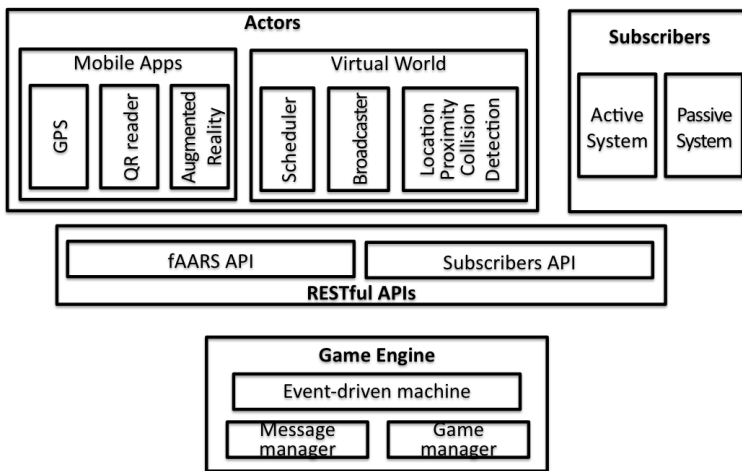 Actors
Mobile Apps
GPS
QR reader
Augmented
Reality
Virtual World
Scheduler
Broadcaster
Location
Proximity
Collision
Detection
Subscribers
Active
System
Passive
System
fAARS API
Subscribers API
RESTful APIs
Game Engine
Event-driven machine
Message
manager
Game
manager